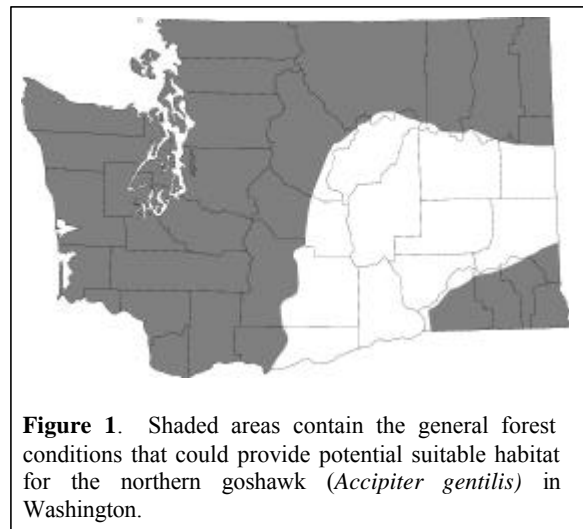 Figure 1. Shaded areas contain the general forest
conditions that could provide potential suitable habitat
for the northern goshawk (Accipiter gentilis) in
Washington.